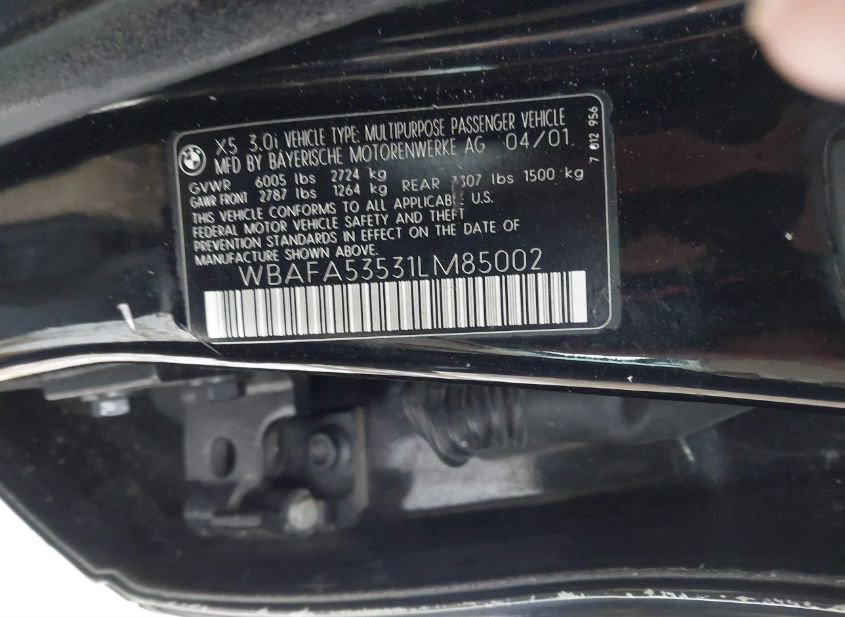 X5 3.0i VEHICLE TYPE: MULTIPURPOSE PASSENGER VEHICLE
MFD BY BAYERISCHE MOTORENWERKE AG 04/01
GVWR 6005 lbs 2724 kg
GAWR FRONT 2787 lbs 1264 kg REAR 3307 lbs 1500 kg
THIS VEHICLE CONFORMS TO ALL APPLICABLE U.S.
FEDERAL MOTOR VEHICLE SAFETY AND THEFT
PREVENTION STANDARDS IN EFFECT ON THE DATE OF
MANUFACTURE SHOWN ABOVE.
WBAFA53531LM85002
7 012 956